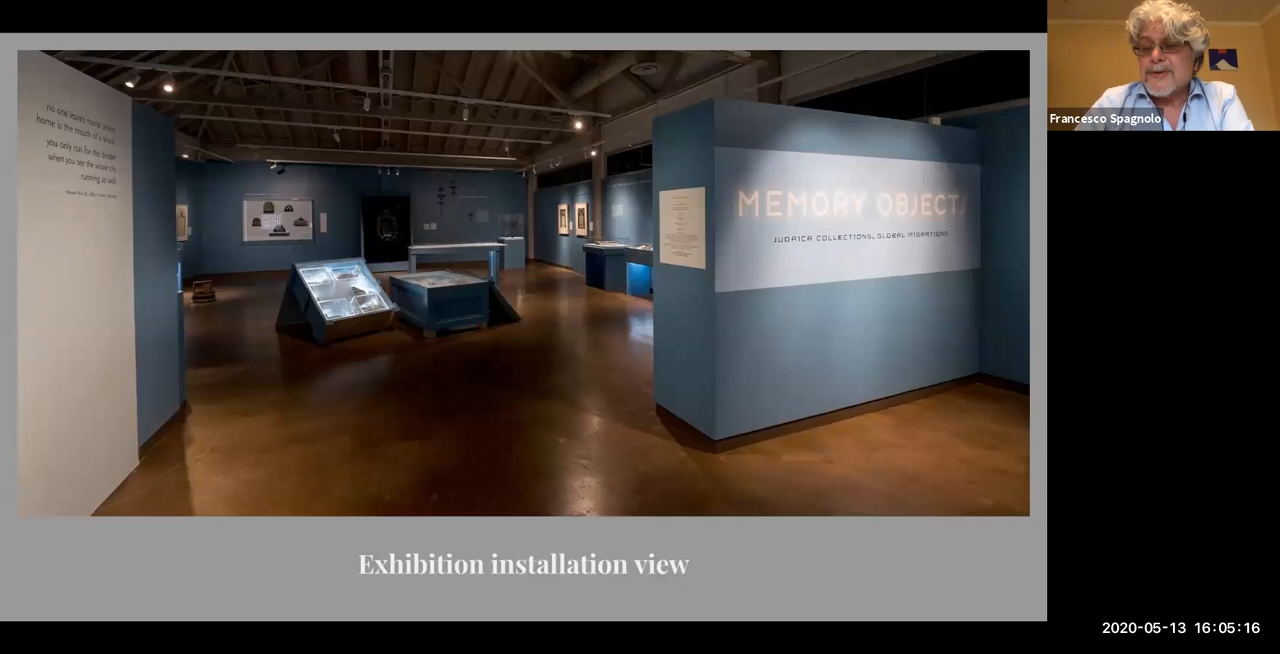 no one leaves home unless
home is the mouth of a shark
you only run for the border
when you see the whole city
running as well
MEMORY OBJECTS
JUDAICA COLLECTIONS, GLOBAL MIGRATIONS
Francesco Spagnolo
Exhibition installation view
2020-05-13 16:05:16